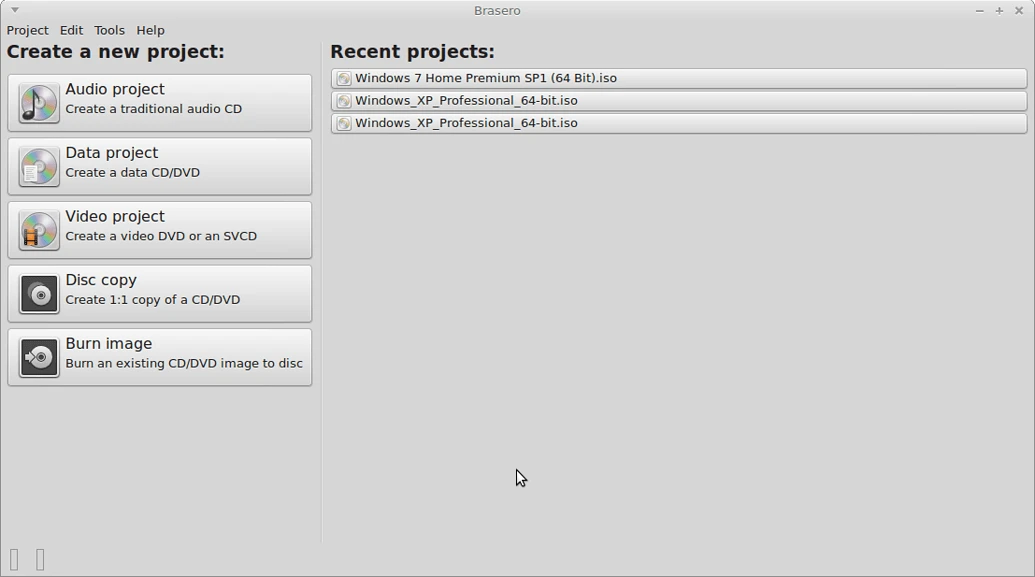 Brasero
Project Edit Tools Help
Create a new project:
Audio project
Create a traditional audio CD
Data project
Create a data CD/DVD
Video project
Create a video DVD or an SVCD
Disc copy
Create 1:1 copy of a CD/DVD
Burn image
Burn an existing CD/DVD image to disc
Recent projects:
Windows 7 Home Premium SP1 (64 Bit).iso
Windows_XP_Professional_64-bit.iso
Windows_XP_Professional_64-bit.iso